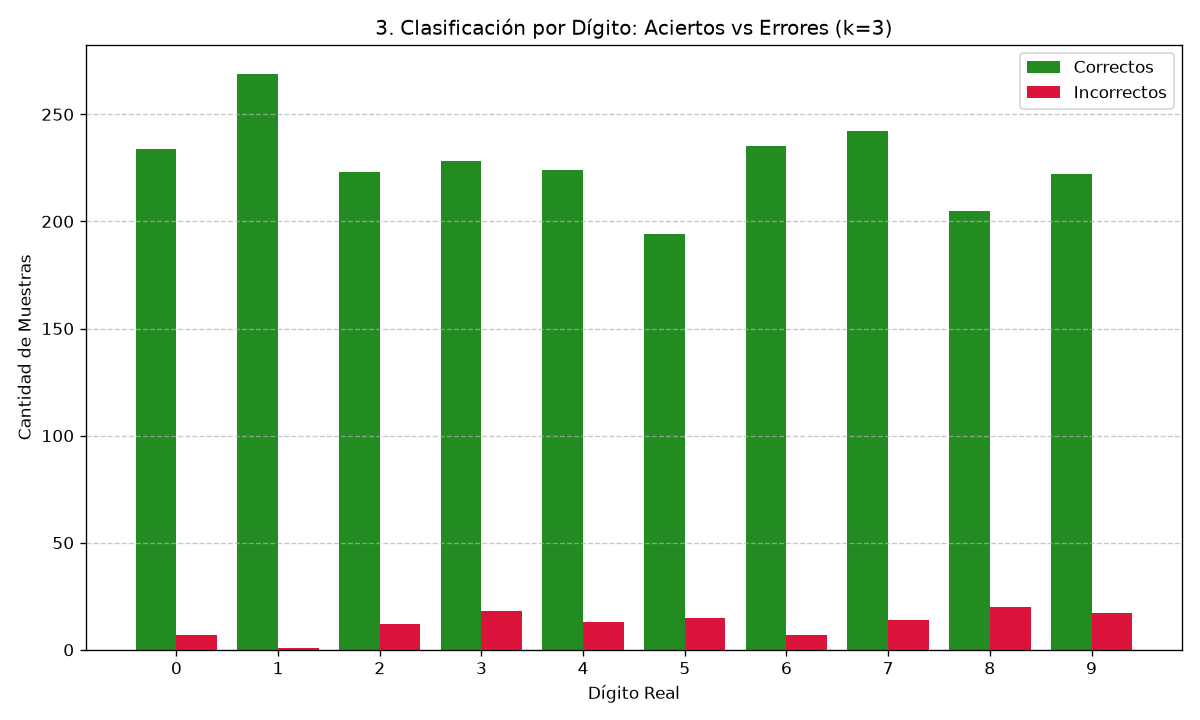 3. Clasificación por Dígito: Aciertos vs Errores (k=3)
Correctos
Incorrectos
Cantidad de Muestras
250
200
150
100
50
0
0 1 2 3 4 5 6 7 8 9
Dígito Real